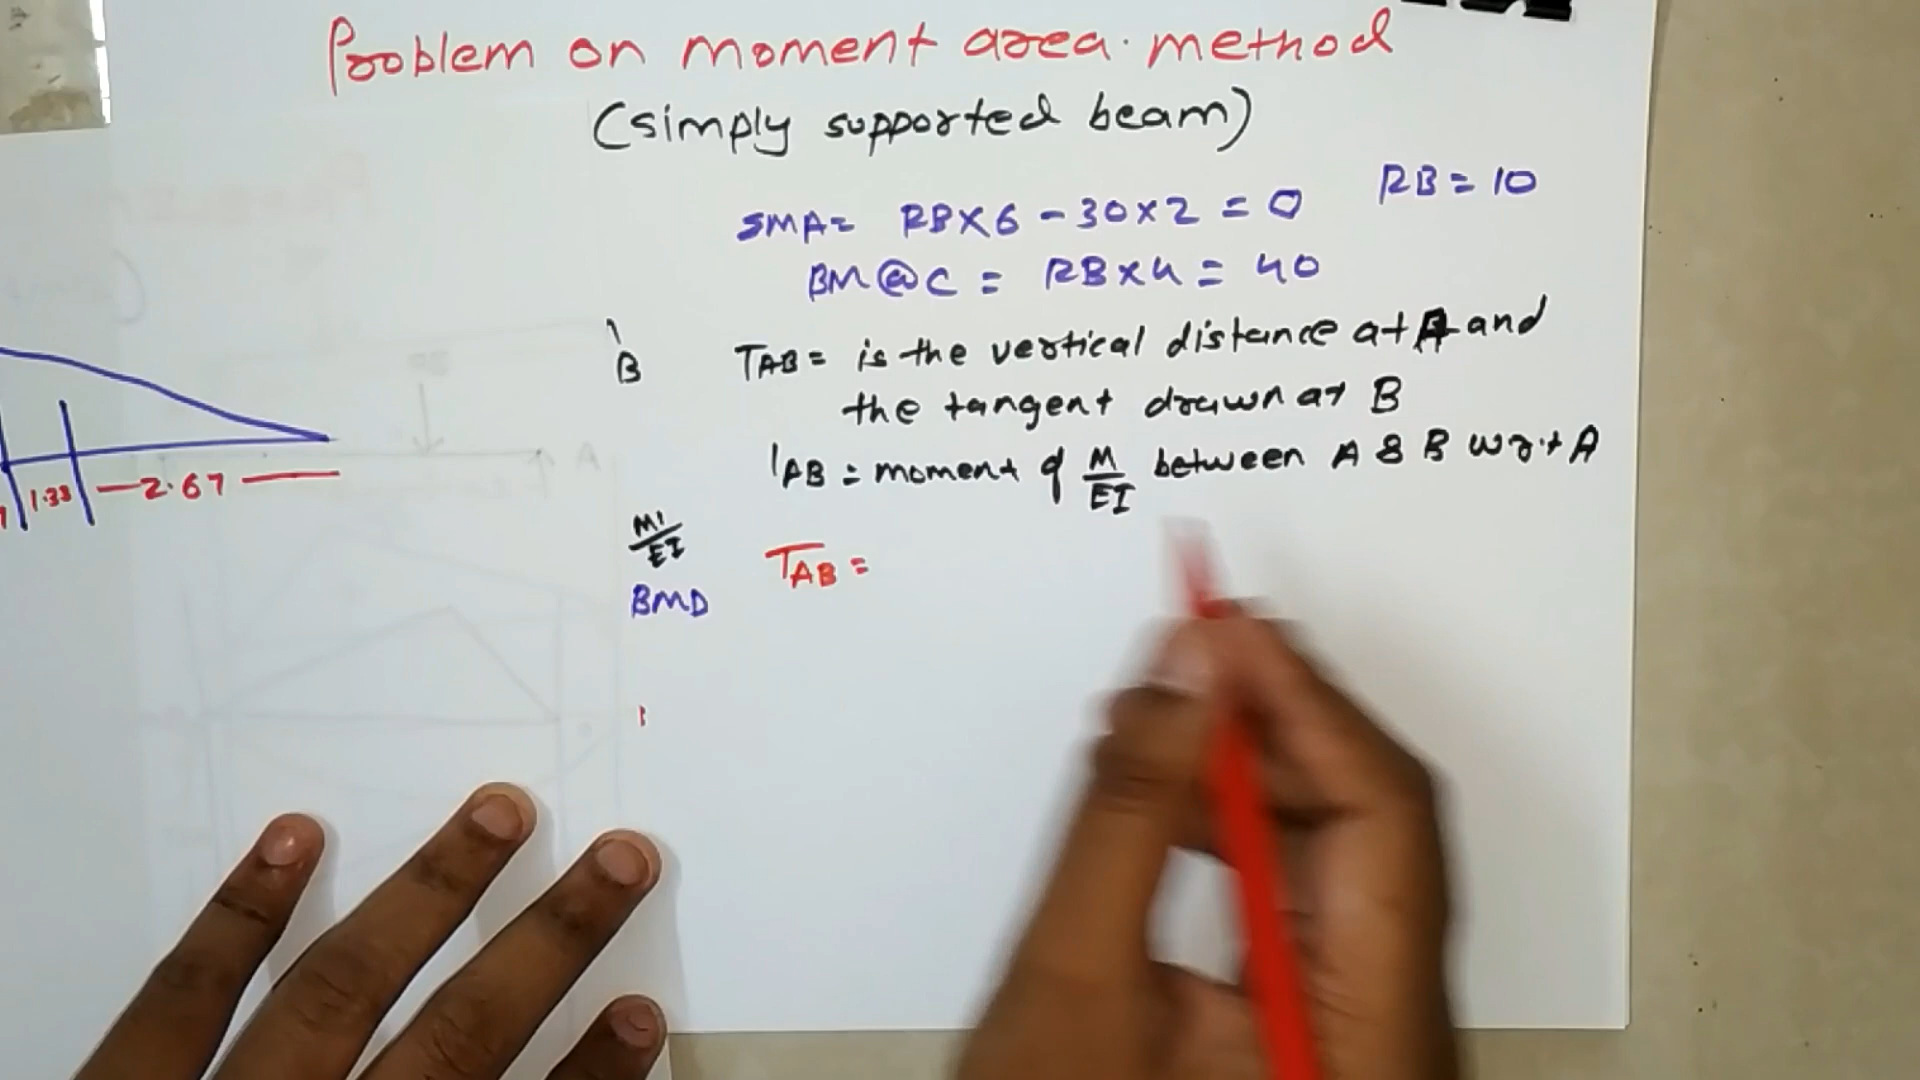 Problem on moment area method
(simply supported beam)
RB = 10
ΣMA = RB×6 - 30×2 = 0
BM@C = RB×4 = 40
B
TAB = is the vertical distance at A and
the tangent drawn at B
TAB = moment of M/EI between A & B wrt A
1.33
2.67
M/EI
TAB =
BMD
A